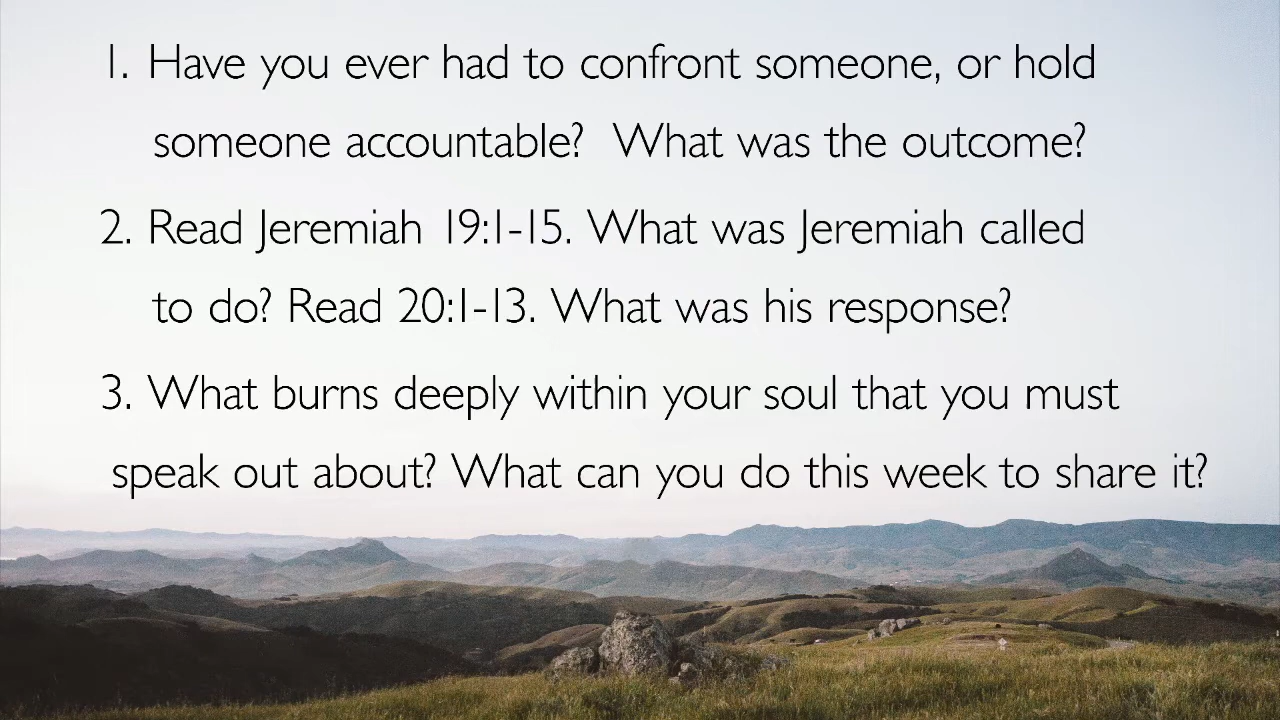 1. Have you ever had to confront someone, or hold
someone accountable?  What was the outcome?
2. Read Jeremiah 19:1-15. What was Jeremiah called
to do? Read 20:1-13. What was his response?
3. What burns deeply within your soul that you must
speak out about? What can you do this week to share it?